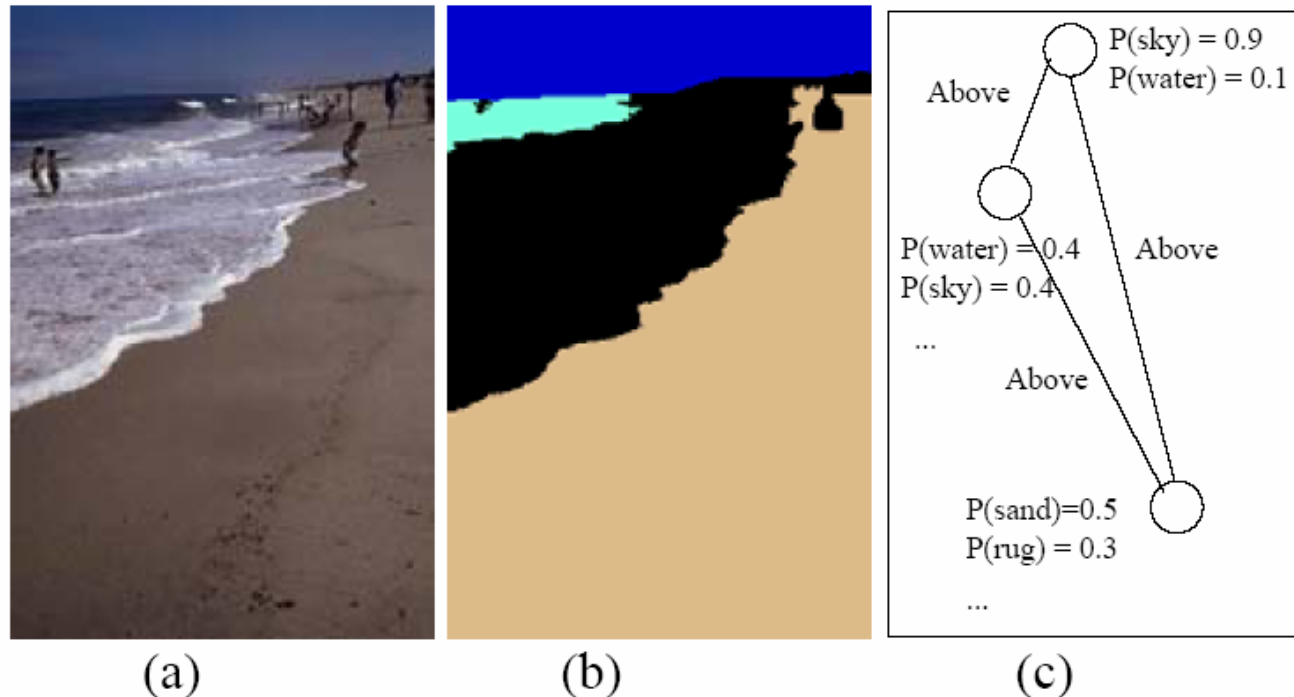 P(sky) = 0.9
P(water) = 0.1
Above
P(water) = 0.4
P(sky) = 0.4
...
Above
Above
P(sand)=0.5
P(rug) = 0.3
...
(a)
(b)
(c)